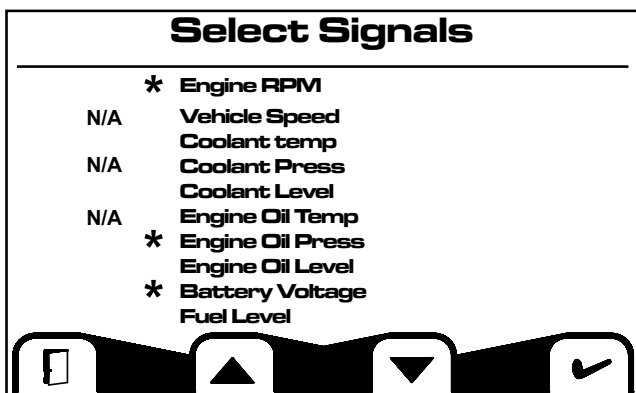 Select Signals
* Engine RPM
N/A Vehicle Speed
Coolant temp
N/A Coolant Press
Coolant Level
N/A Engine Oil Temp
* Engine Oil Press
Engine Oil Level
* Battery Voltage
Fuel Level